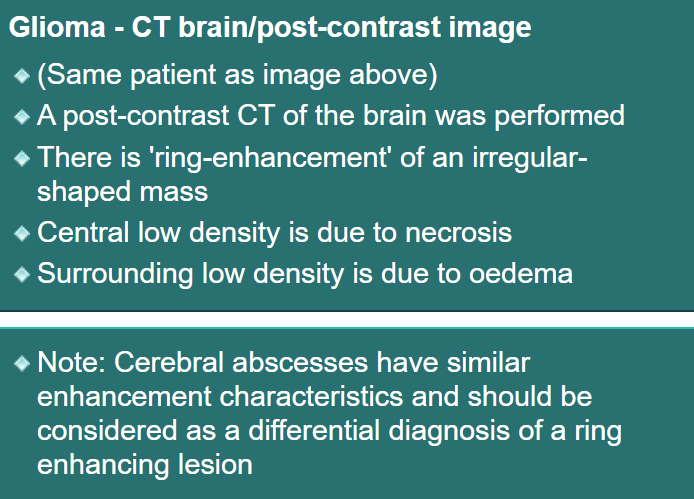 Glioma - CT brain/post-contrast image
(Same patient as image above)
A post-contrast CT of the brain was performed
There is 'ring-enhancement' of an irregular-
shaped mass
Central low density is due to necrosis
Surrounding low density is due to oedema
Note: Cerebral abscesses have similar
enhancement characteristics and should be
considered as a differential diagnosis of a ring
enhancing lesion